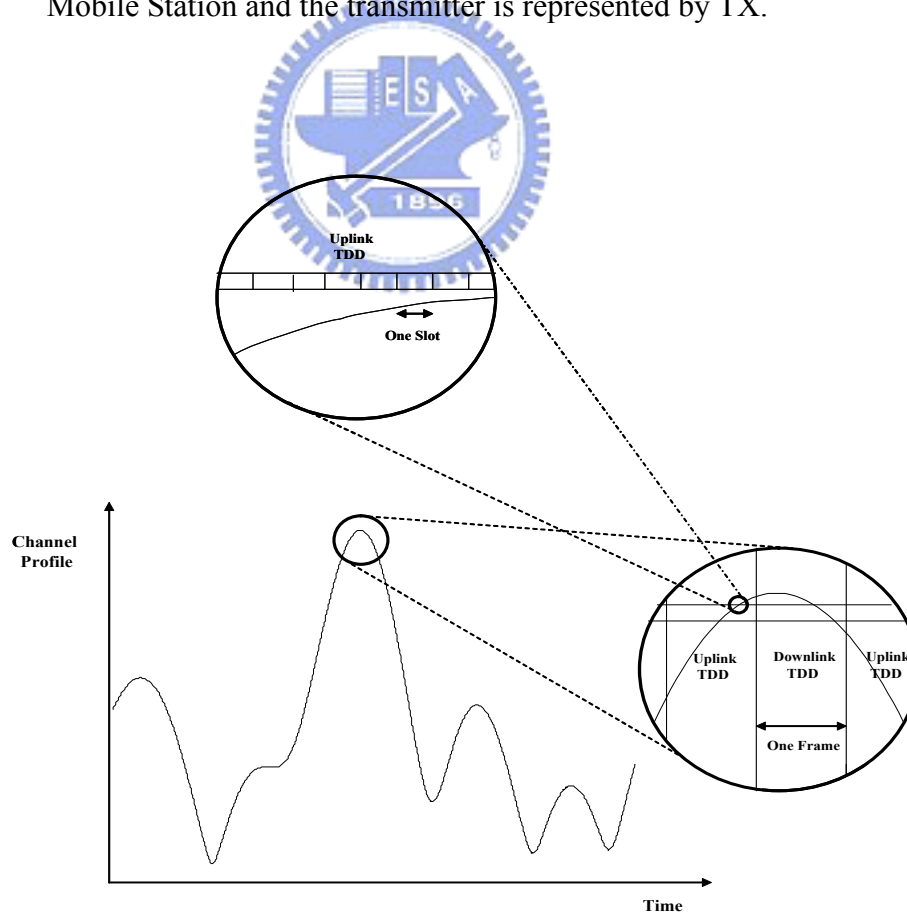 Mobile Station and the transmitter is represented by TX.
E S A
1896
Uplink
TDD
One Slot
Channel
Profile
Uplink
TDD
Downlink
TDD
Uplink
TDD
One Frame
Time